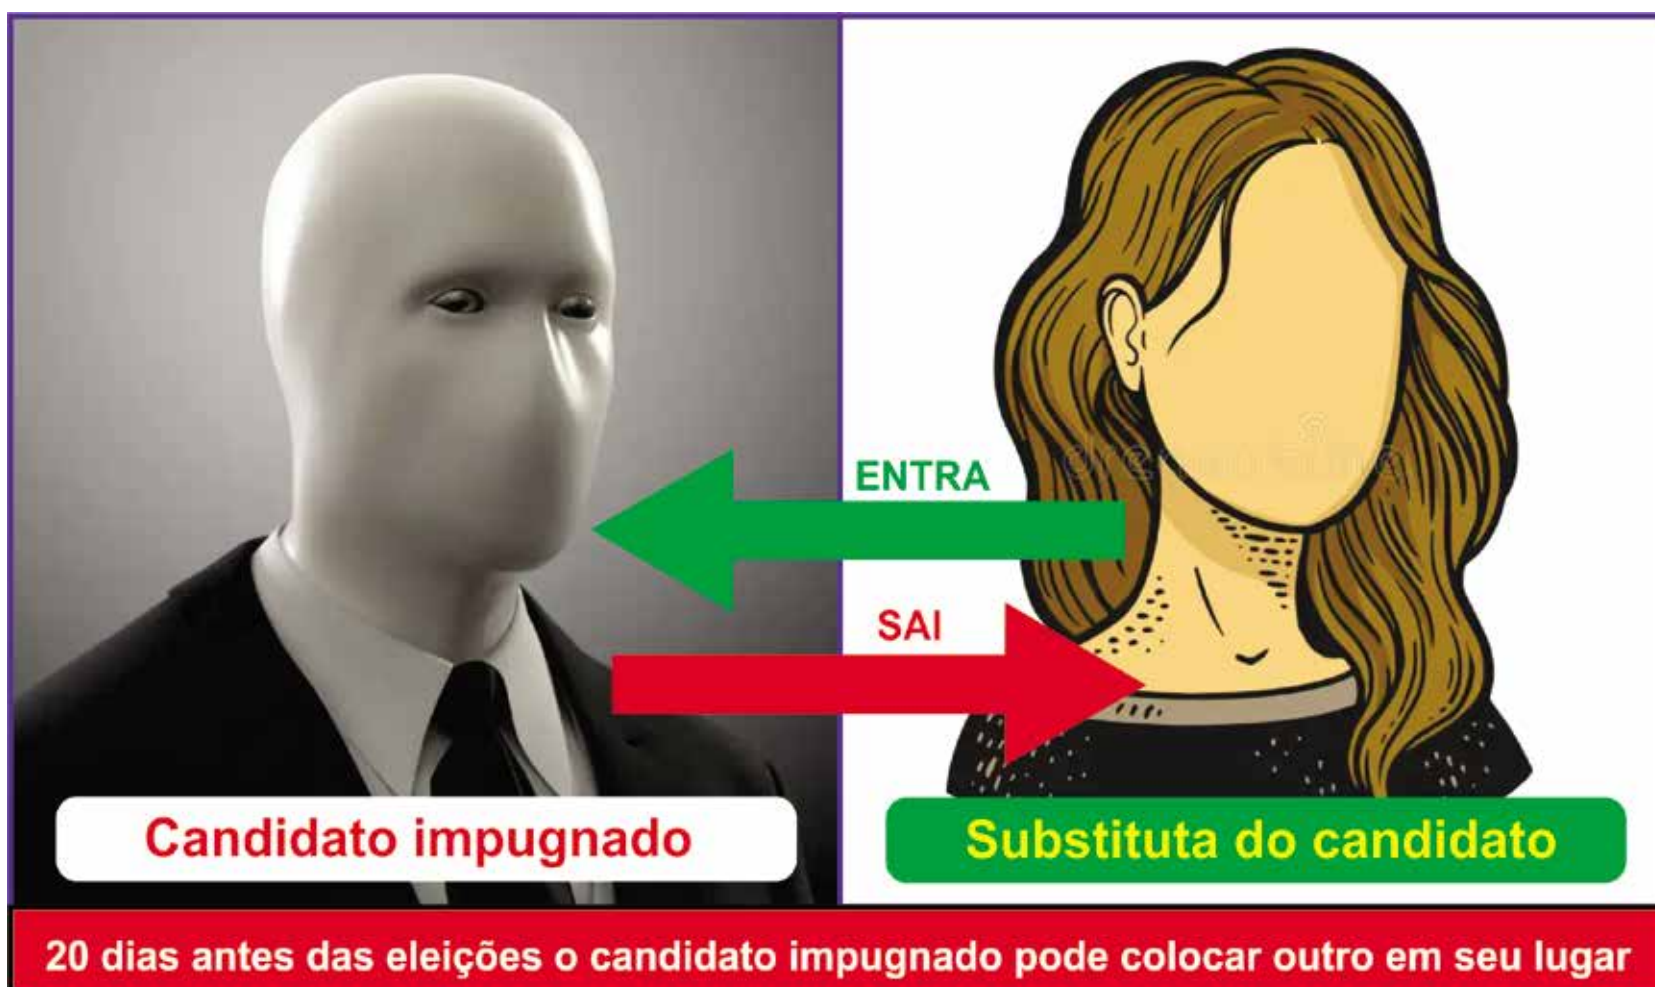 ENTRA
SAI
Candidato impugnado
Substituta do candidato
20 dias antes das eleições o candidato impugnado pode colocar outro em seu lugar